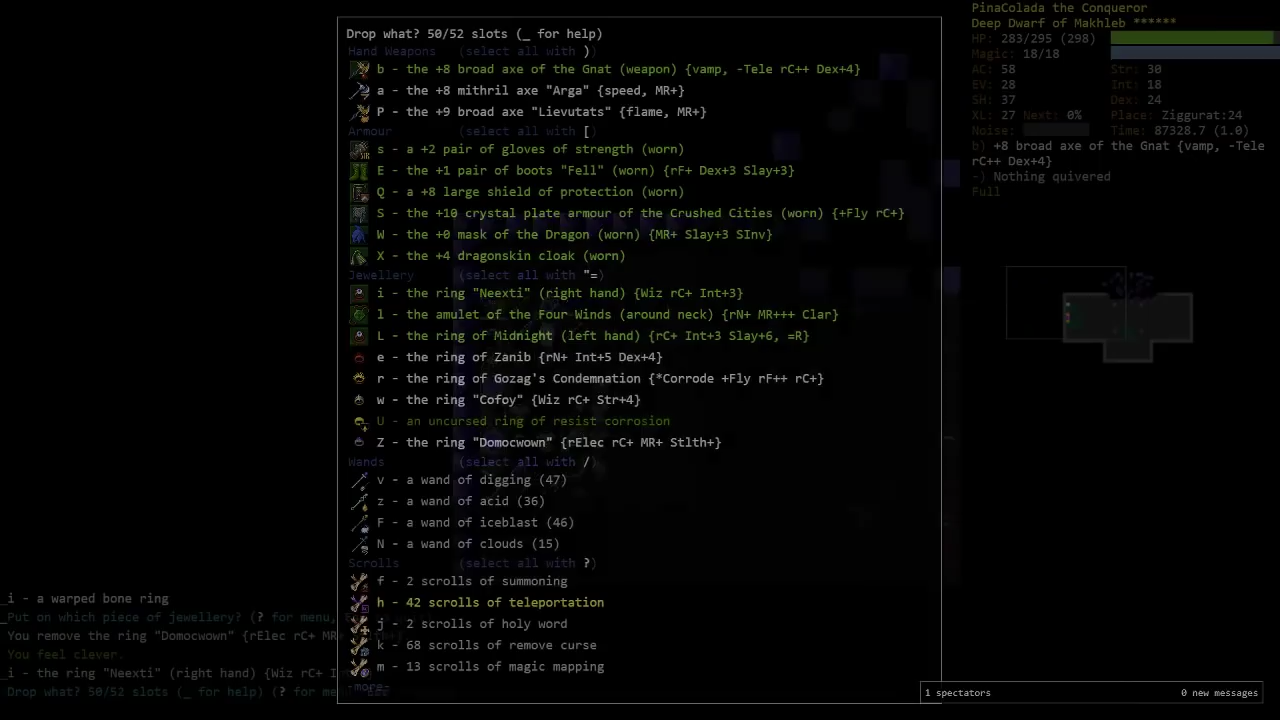 Drop what? 50/52 slots (_ for help)
Hand Weapons (select all with ))
b - the +8 broad axe of the Gnat (weapon) {vamp, -Tele rC++ Dex+4}
a - the +8 mithril axe "Arga" {speed, MR+}
P - the +9 broad axe "Lievutats" {flame, MR+}
Armour (select all with [)
s - a +2 pair of gloves of strength (worn)
E - the +1 pair of boots "Fell" (worn) {rF+ Dex+3 Slay+3}
Q - a +8 large shield of protection (worn)
S - the +10 crystal plate armour of the Crushed Cities (worn) {+Fly rC+}
W - the +0 mask of the Dragon (worn) {MR+ Slay+3 SInv}
X - the +4 dragonskin cloak (worn)
Jewellery (select all with "=)
i - the ring "Neexti" (right hand) {Wiz rC+ Int+3}
l - the amulet of the Four Winds (around neck) {rN+ MR+++ Clar}
L - the ring of Midnight (left hand) {rC+ Int+3 Slay+6, =R}
e - the ring of Zanib {rN+ Int+5 Dex+4}
r - the ring of Gozag's Condemnation {*Corrode +Fly rF++ rC+}
w - the ring "Cofoy" {Wiz rC+ Str+4}
U - an uncursed ring of resist corrosion
Z - the ring "Domocwown" {rElec rC+ MR+ Stlth+}
Wands (select all with /)
v - a wand of digging (47)
z - a wand of acid (36)
F - a wand of iceblast (46)
N - a wand of clouds (15)
Scrolls (select all with ?)
f - 2 scrolls of summoning
h - 42 scrolls of teleportation
j - 2 scrolls of holy word
k - 68 scrolls of remove curse
m - 13 scrolls of magic mapping
-more-
PinaColada the Conqueror
Deep Dwarf of Makhleb ******
HP: 283/295 (298)
Magic: 18/18
AC: 58 Str: 30
EV: 28 Int: 18
SH: 37 Dex: 24
XL: 27 Next: 0% Place: Ziggurat:24
Noise: Time: 87328.7 (1.0)
b) +8 broad axe of the Gnat {vamp, -Tele
rC++ Dex+4}
-) Nothing quivered
Full
_i - a warped bone ring
_Put on which piece of jewellery? (? for menu,
You remove the ring "Domocwown" {rElec rC+ MR+
You feel clever.
_i - the ring "Neexti" (right hand) {Wiz rC+
Drop what? 50/52 slots (_ for help) (? for
1 spectators 0 new messages